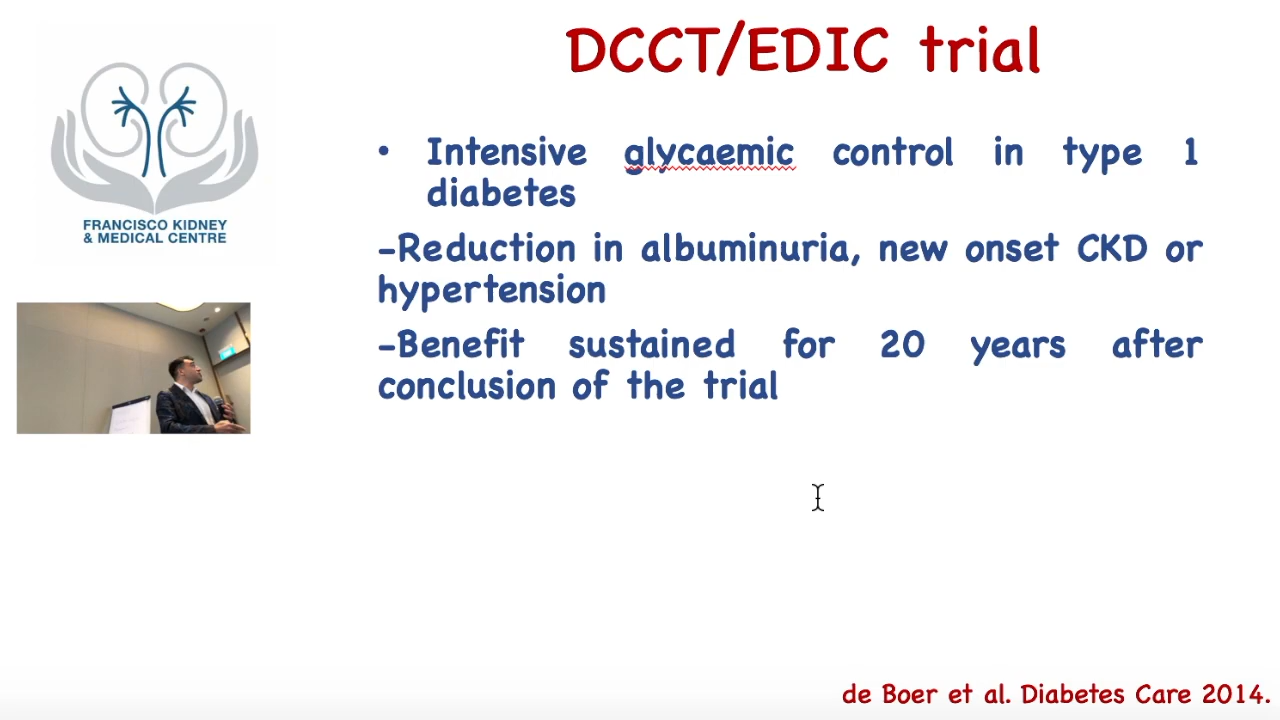 DCCT/EDIC trial
• Intensive glycaemic control in type 1
diabetes
-Reduction in albuminuria, new onset CKD or
hypertension
-Benefit sustained for 20 years after
conclusion of the trial
FRANCISCO KIDNEY
& MEDICAL CENTRE
de Boer et al. Diabetes Care 2014.